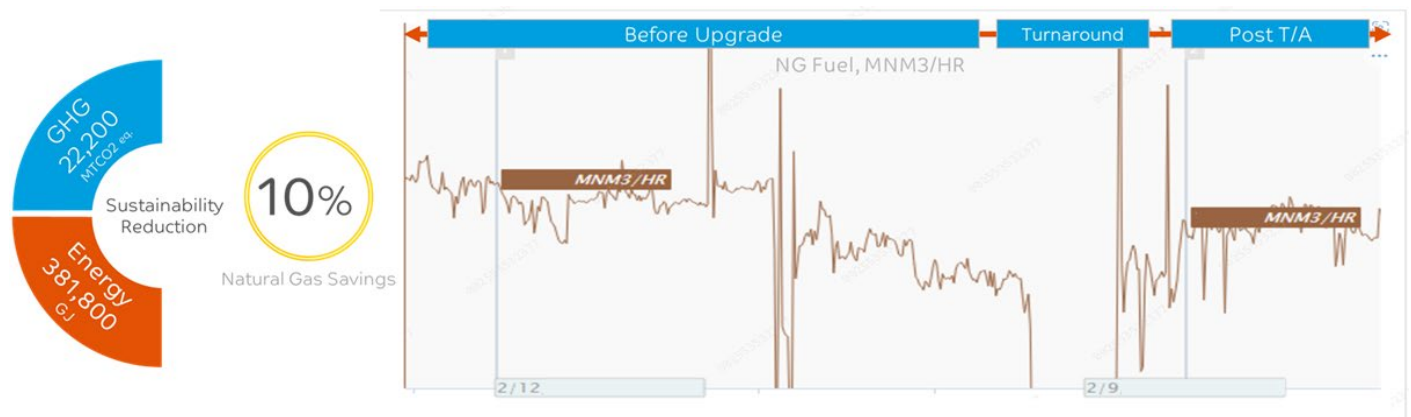 Before Upgrade
Turnaround
Post T/A
NG Fuel, MNM3/HR
GHG
22,200
MTCO2 eq.
Sustainability
Reduction
Energy
381,800
GJ
10%
Natural Gas Savings
MNM3/HR
MNM3/HR
2/12
2/9